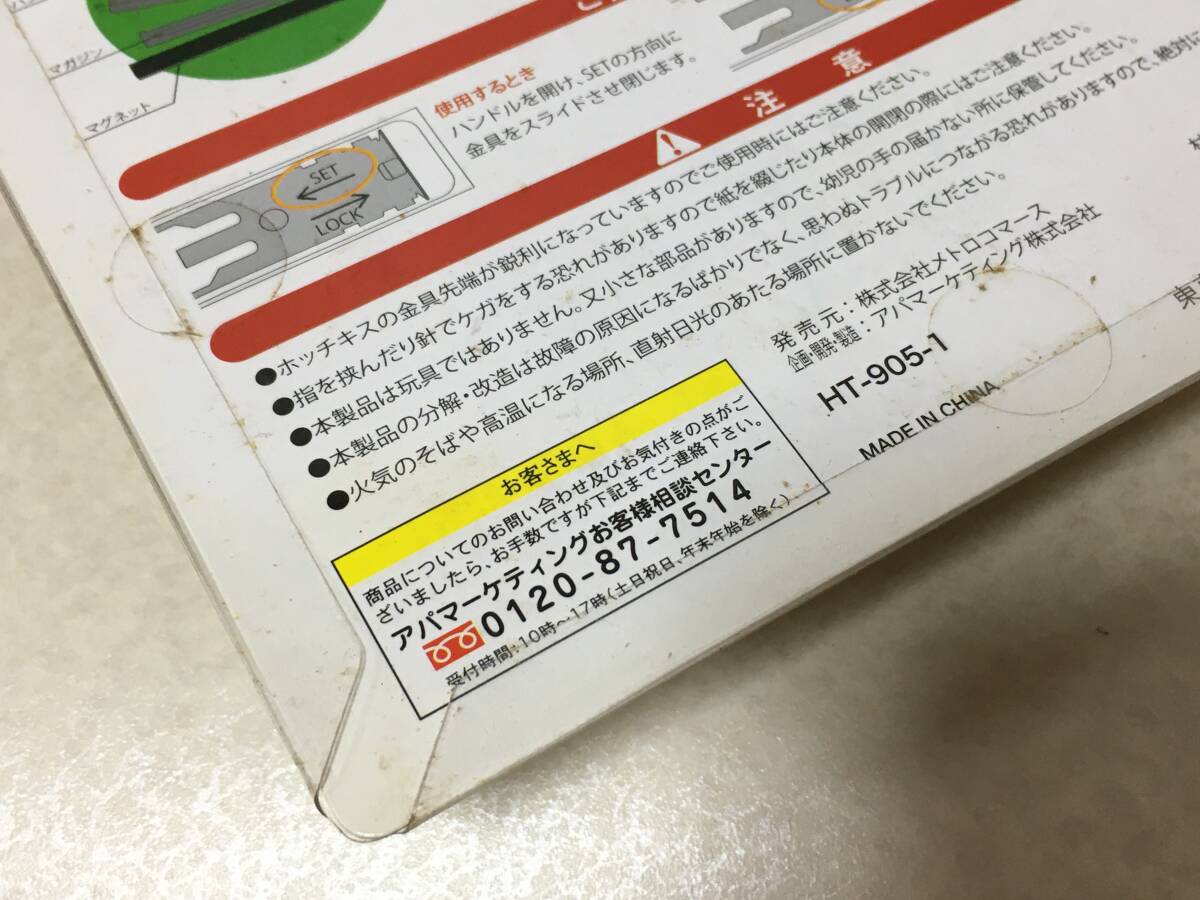 マガジン
マグネット
使用するとき
ハンドルを開け、SETの方向に
金具をスライドさせ閉じます。
SET
LOCK
注意
●ホッチキスの金具先端が鋭利になっていますのでご使用時にはご注意ください。
●指を挟んだり針でケガをする恐れがありますので紙を綴じたり本体の開閉の際にはご注意ください。
●本製品は玩具ではありません。又小さな部品がありますので、幼児の手の届かない所に保管してください。
●本製品の分解・改造は故障の原因になるばかりでなく、思わぬトラブルにつながる恐れがありますので、絶対に
●火気のそばや高温になる場所、直射日光のあたる場所に置かないでください。
発売元：株式会社メトロコマース
企画・開発・製造：アパマーケティング株式会社
HT-905-1
MADE IN CHINA
東
お客さまへ
商品についてのお問い合わせ及びお気付きの点がご
ざいましたら、お手数ですが下記までご連絡下さい。
アパマーケティングお客様相談センター
0120-87-7514
受付時間:10時～17時(土日祝日、年末年始を除く)